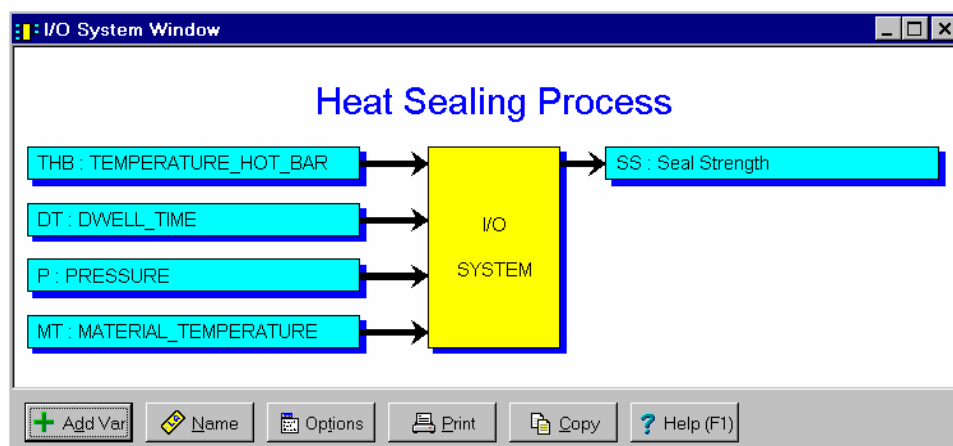 I/O System Window
Heat Sealing Process
THB : TEMPERATURE_HOT_BAR
SS : Seal Strength
DT : DWELL_TIME
I/O
SYSTEM
P : PRESSURE
MT : MATERIAL_TEMPERATURE
Add Var
Name
Options
Print
Copy
? Help (F1)